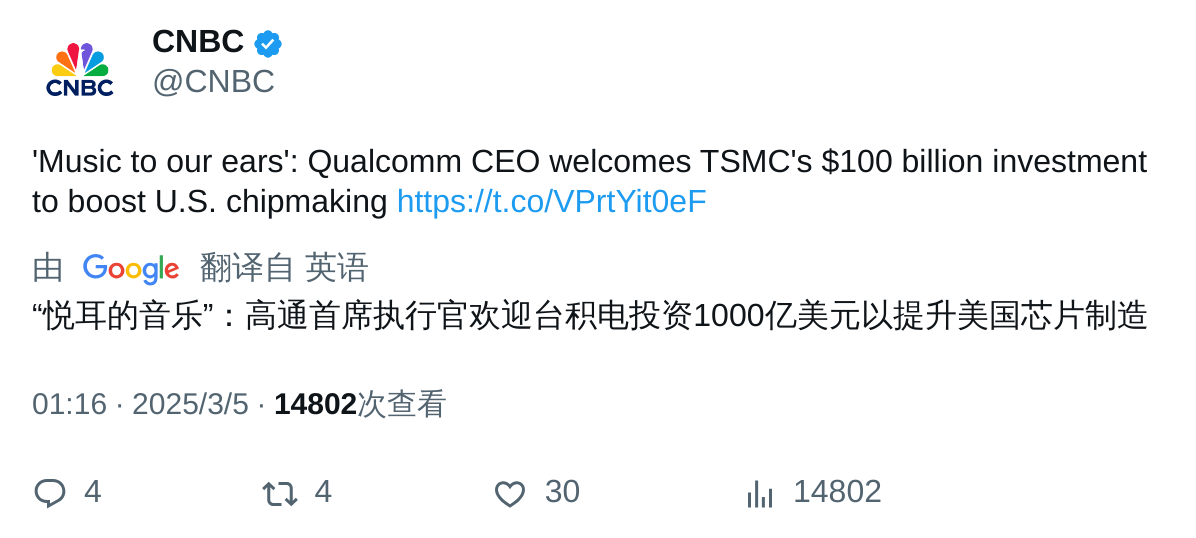 CNBC
CNBC
@CNBC
'Music to our ears': Qualcomm CEO welcomes TSMC's $100 billion investment
to boost U.S. chipmaking https://t.co/VPrtYit0eF
由 Google 翻译自 英语
“悦耳的音乐”：高通首席执行官欢迎台积电投资1000亿美元以提升美国芯片制造
01:16 · 2025/3/5 · 14802次查看
4 4 30 14802